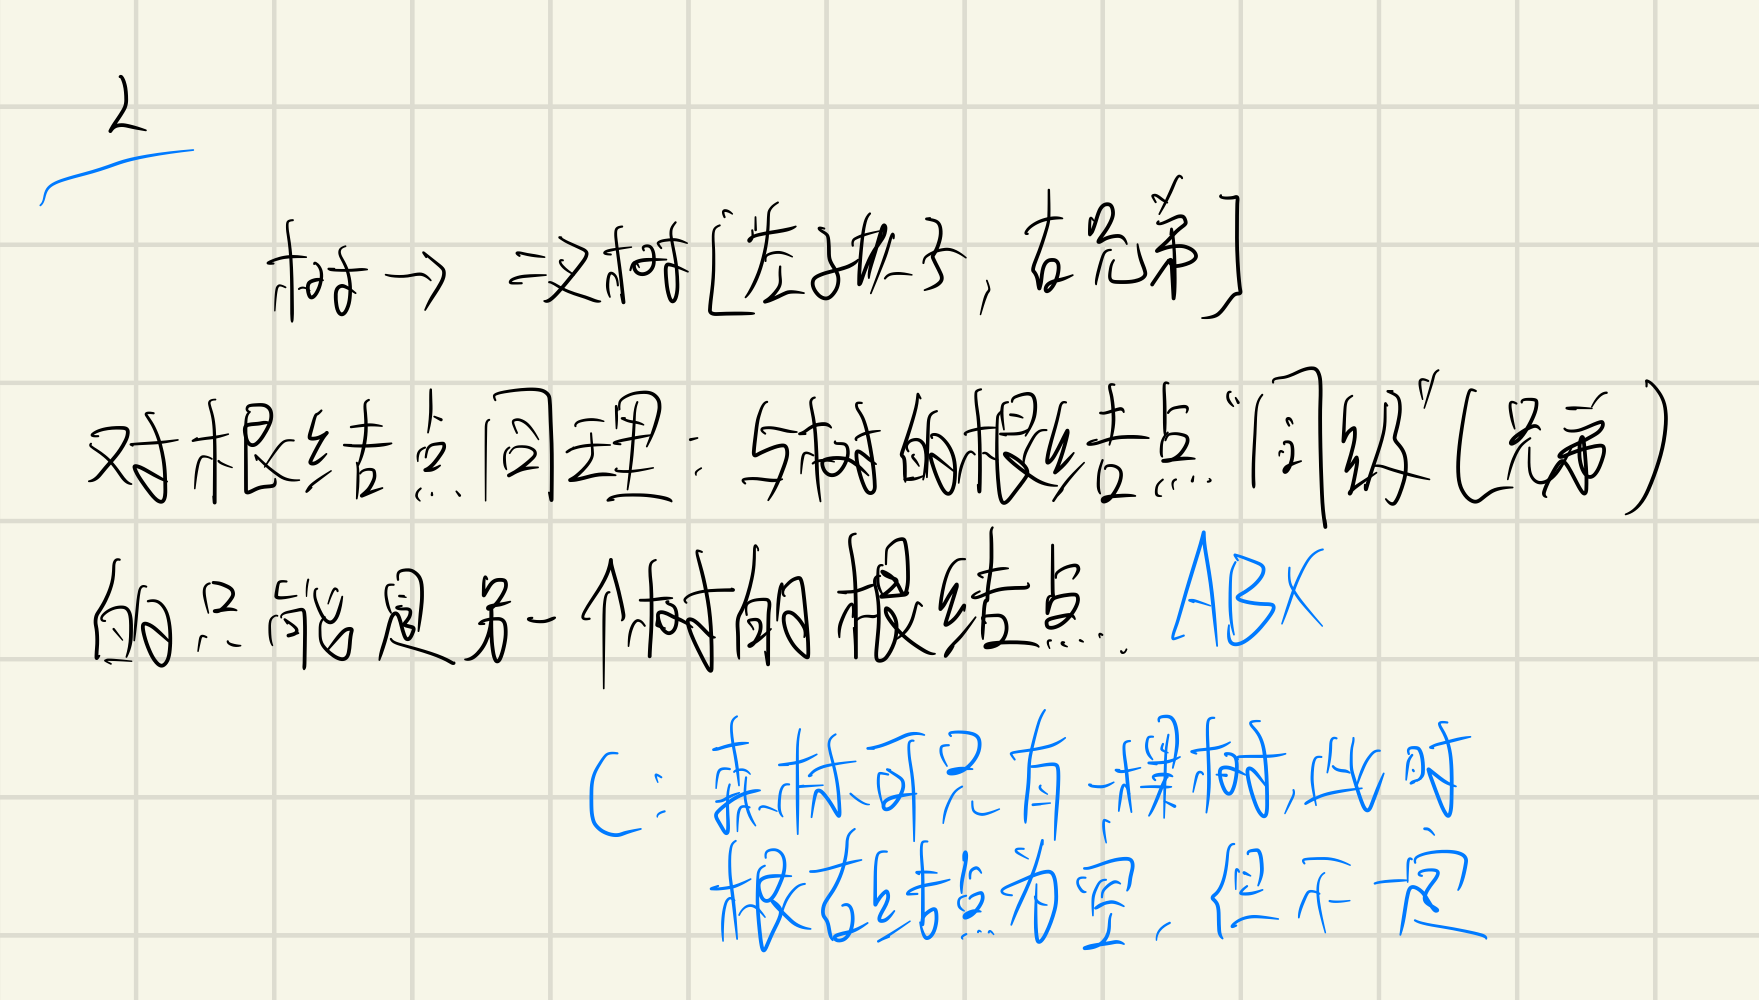 2
树→二叉树[左孩子,右兄弟]
对根结点同理:与树的根结点“同级”(兄弟)
的只能是另一个树的根结点. ABX
C:森林可只有一棵树,此时
根右结点为空,但不一定